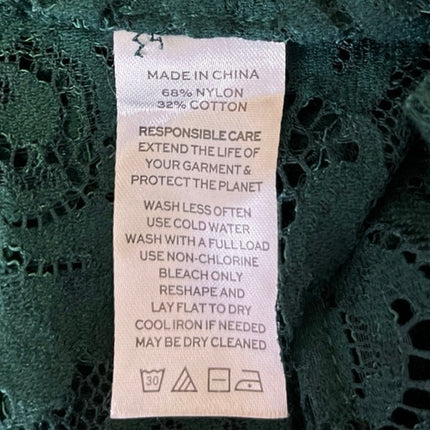 MADE IN CHINA
68% NYLON
32% COTTON
RESPONSIBLE CARE
EXTEND THE LIFE OF
YOUR GARMENT &
PROTECT THE PLANET
WASH LESS OFTEN
USE COLD WATER
WASH WITH A FULL LOAD
USE NON-CHLORINE
BLEACH ONLY
RESHAPE AND
LAY FLAT TO DRY
COOL IRON IF NEEDED
MAY BE DRY CLEANED
30